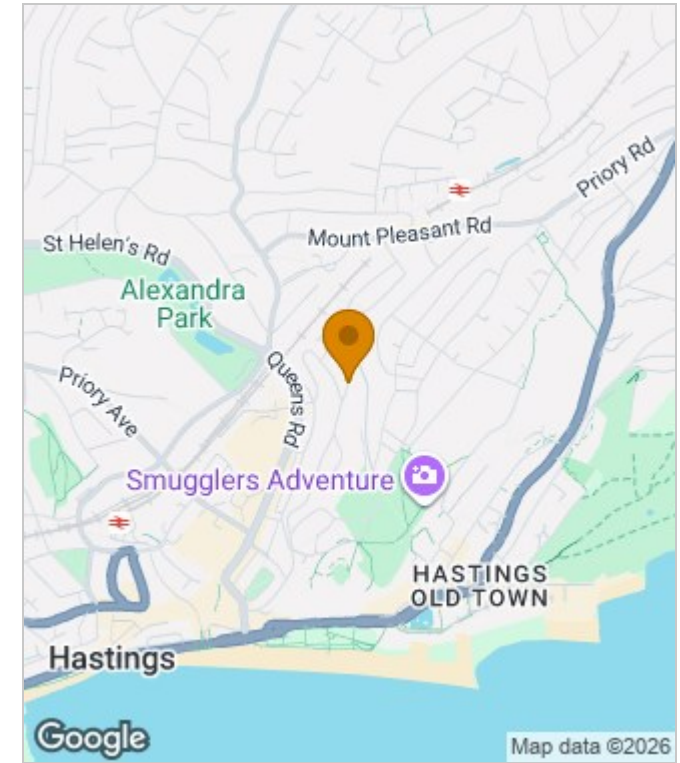 Priory Rd
Mount Pleasant Rd
St Helen's Rd
Alexandra
Park
Queens Rd
Priory Ave
Smugglers Adventure
HASTINGS
OLD TOWN
Hastings
Google
Map data ©2026